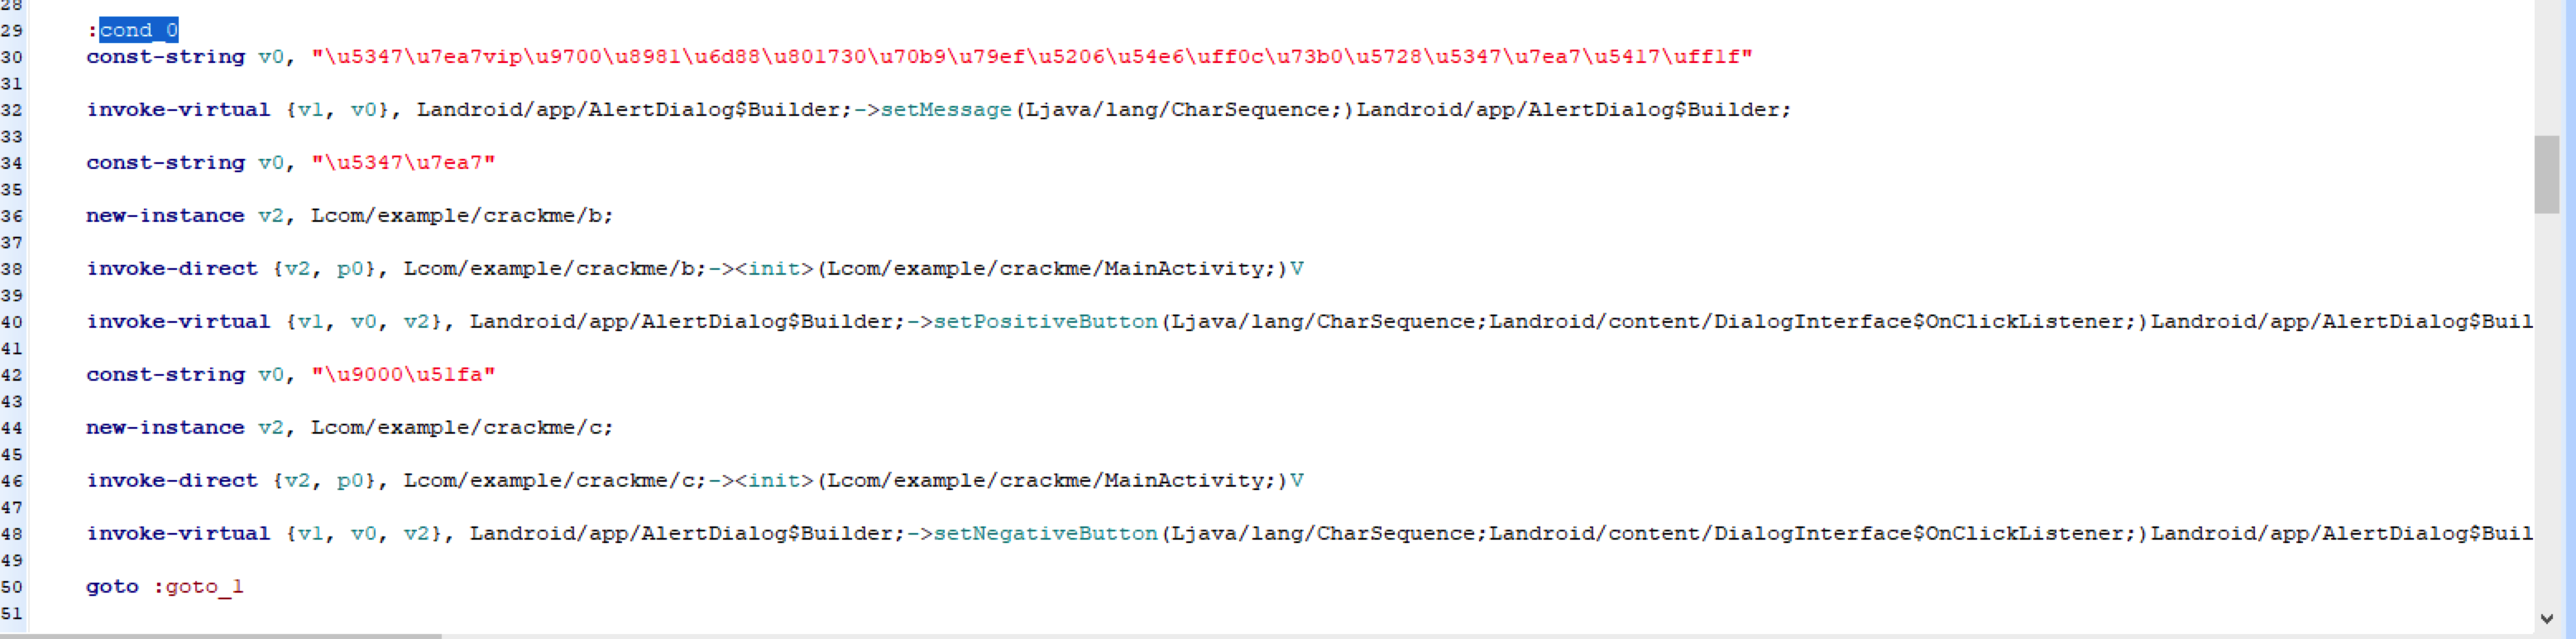 28
29 :cond_0
30 const-string v0, "\u5347\u7ea7vip\u9700\u8981\u6d88\u801730\u70b9\u79ef\u5206\u54e6\uff0c\u73b0\u5728\u5347\u7ea7\u5417\uff1f"
31
32 invoke-virtual {v1, v0}, Landroid/app/AlertDialog$Builder;->setMessage(Ljava/lang/CharSequence;)Landroid/app/AlertDialog$Builder;
33
34 const-string v0, "\u5347\u7ea7"
35
36 new-instance v2, Lcom/example/crackme/b;
37
38 invoke-direct {v2, p0}, Lcom/example/crackme/b;-><init>(Lcom/example/crackme/MainActivity;)V
39
40 invoke-virtual {v1, v0, v2}, Landroid/app/AlertDialog$Builder;->setPositiveButton(Ljava/lang/CharSequence;Landroid/content/DialogInterface$OnClickListener;)Landroid/app/AlertDialog$Buil
41
42 const-string v0, "\u9000\u51fa"
43
44 new-instance v2, Lcom/example/crackme/c;
45
46 invoke-direct {v2, p0}, Lcom/example/crackme/c;-><init>(Lcom/example/crackme/MainActivity;)V
47
48 invoke-virtual {v1, v0, v2}, Landroid/app/AlertDialog$Builder;->setNegativeButton(Ljava/lang/CharSequence;Landroid/content/DialogInterface$OnClickListener;)Landroid/app/AlertDialog$Buil
49
50 goto :goto_1
51